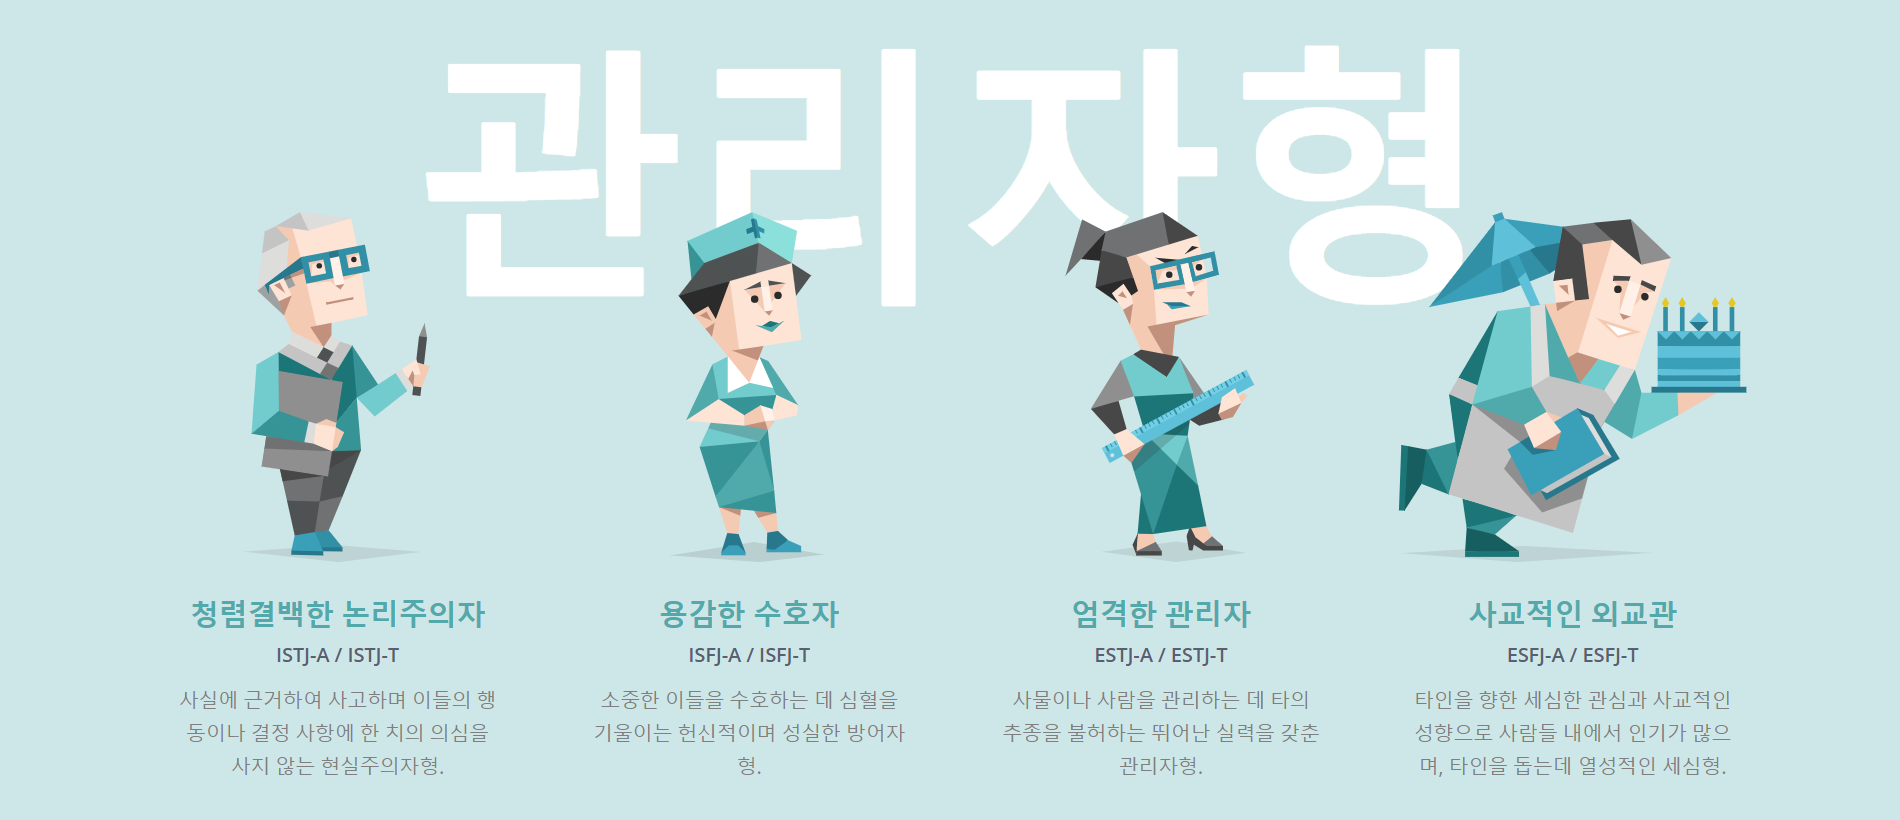 관리자형
청렴결백한 논리주의자
ISTJ-A / ISTJ-T
사실에 근거하여 사고하며 이들의 행
동이나 결정 사항에 한 치의 의심을
사지 않는 현실주의자형.
용감한 수호자
ISFJ-A / ISFJ-T
소중한 이들을 수호하는 데 심혈을
기울이는 헌신적이며 성실한 방어자
형.
엄격한 관리자
ESTJ-A / ESTJ-T
사물이나 사람을 관리하는 데 타의
추종을 불허하는 뛰어난 실력을 갖춘
관리자형.
사교적인 외교관
ESFJ-A / ESFJ-T
타인을 향한 세심한 관심과 사교적인
성향으로 사람들 내에서 인기가 많으
며, 타인을 돕는데 열성적인 세심형.